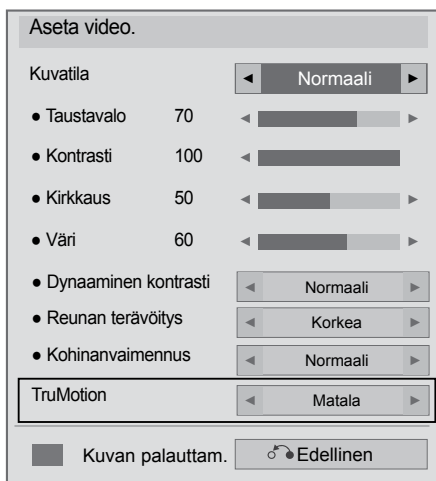 Aseta video.
Kuvatila ◄ Normaali ►
● Taustavalo 70 ◄ ►
● Kontrasti 100 ◄
● Kirkkaus 50 ◄ ►
● Väri 60 ◄ ►
● Dynaaminen kontrasti ◄ Normaali ►
● Reunan terävöitys ◄ Korkea ►
● Kohinanvaimennus ◄ Normaali ►
TruMotion ◄ Matala ►
Kuvan palauttam. Edellinen